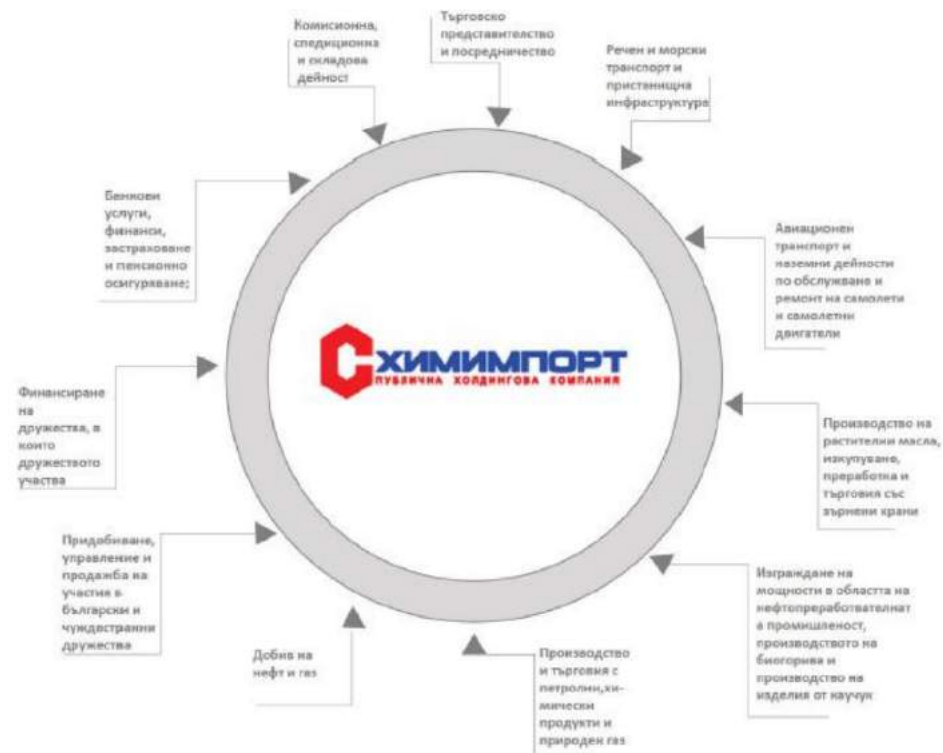 Комисионна,
спедиционна
и складова
дейност
Търговско
представителство
и посредничество
Речен и морски
транспорт и
пристанищна
инфраструктура
Авиационен
транспорт и
наземни дейности
по обслужване и
ремонт на самолети
и самолетни
двигатели
Производство на
растителни масла,
изкупуване,
преработка и
търговия със
зърнени храни
Изграждане на
мощности в областта на
нефтопреработвателнат
а промишленост,
производството на
биогорива и
производство на
изделия от каучук
Производство
и търговия с
петролни,хи-
мически
продукти и
природен газ
Добив на
нефт и газ
Придобиване,
управление и
продажба на
участия в
български и
чуждестранни
дружества
Финансиране
на
дружества, в
които
дружеството
участва
Банкови
услуги,
финанси,
застраховане
и пенсионно
осигуряване;
ХИМИМПОРТ
ПУБЛИЧНА ХОЛДИНГОВА КОМПАНИЯ